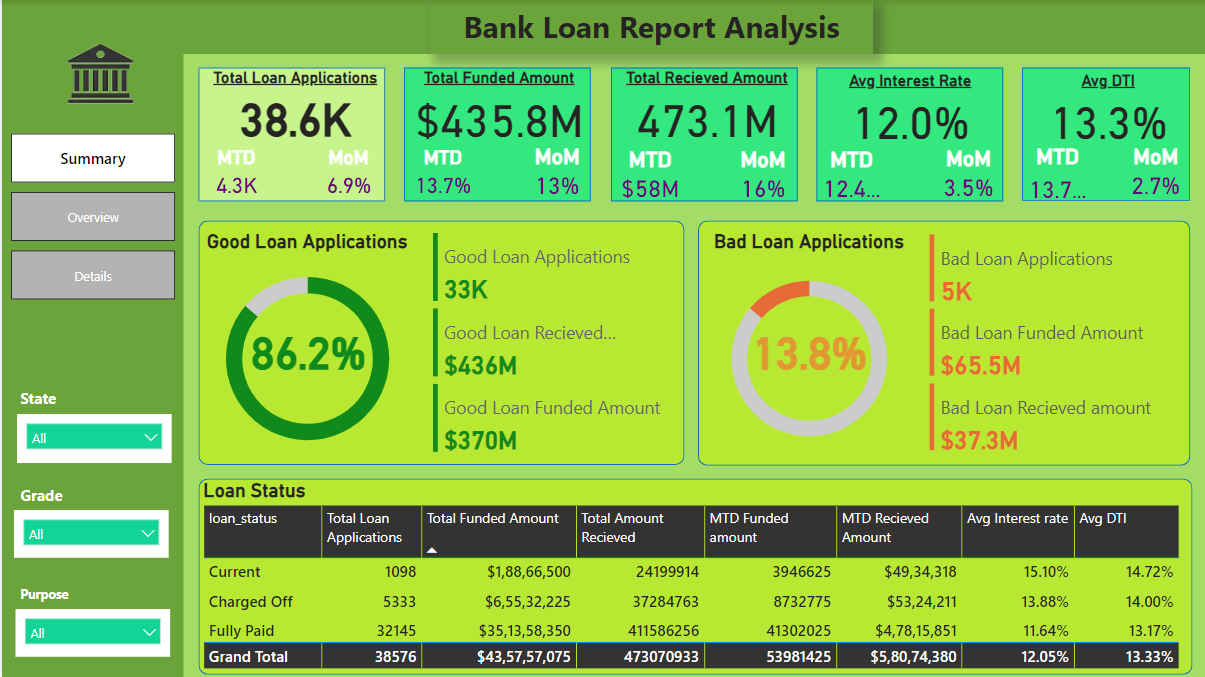 Bank Loan Report Analysis
Summary
Overview
Details
State
All
Grade
All
Purpose
All
Total Loan Applications
38.6K
MTD MoM
4.3K 6.9%
Total Funded Amount
$435.8M
MTD MoM
13.7% 13%
Total Recieved Amount
473.1M
MTD MoM
$58M 16%
Avg Interest Rate
12.0%
MTD MoM
12.4... 3.5%
Avg DTI
13.3%
MTD MoM
13.7... 2.7%
Good Loan Applications
86.2%
Good Loan Applications
33K
Good Loan Recieved...
$436M
Good Loan Funded Amount
$370M
Bad Loan Applications
13.8%
Bad Loan Applications
5K
Bad Loan Funded Amount
$65.5M
Bad Loan Recieved amount
$37.3M
Loan Status
loan_status Total Loan Applications Total Funded Amount Total Amount Recieved MTD Funded amount MTD Recieved Amount Avg Interest rate Avg DTI
Current 1098 $1,88,66,500 24199914 3946625 $49,34,318 15.10% 14.72%
Charged Off 5333 $6,55,32,225 37284763 8732775 $53,24,211 13.88% 14.00%
Fully Paid 32145 $35,13,58,350 411586256 41302025 $4,78,15,851 11.64% 13.17%
Grand Total 38576 $43,57,57,075 473070933 53981425 $5,80,74,380 12.05% 13.33%